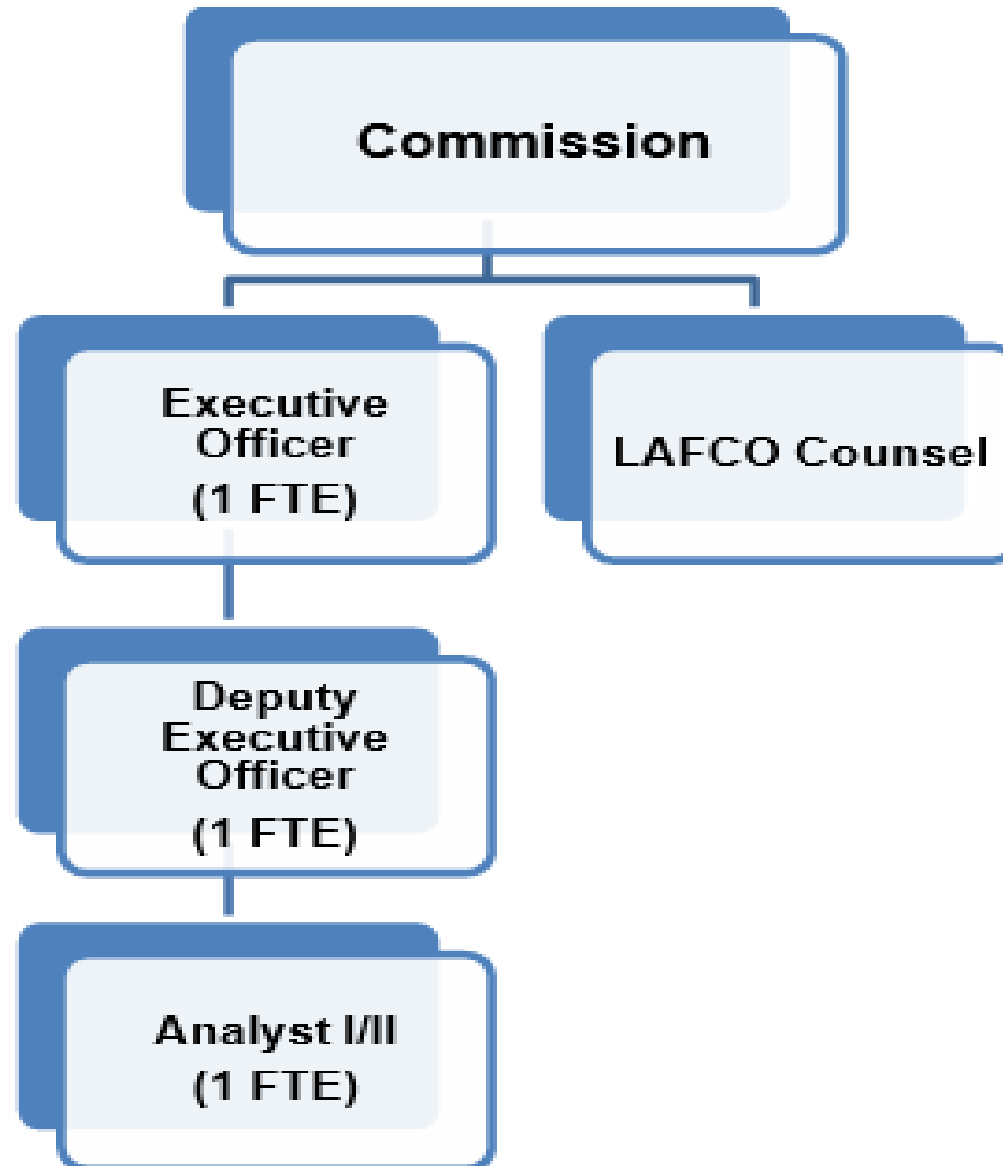 Commission
Executive
Officer
(1 FTE)
LAFCO Counsel
Deputy
Executive
Officer
(1 FTE)
Analyst I/II
(1 FTE)